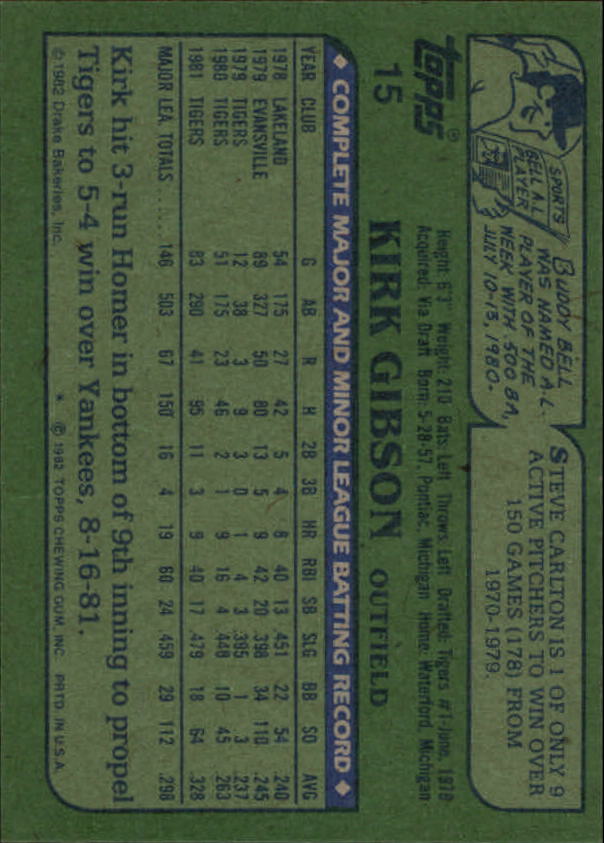 SPORTS
BELL A.L.
PLAYER
BUDDY BELL
WAS NAMED A.L.
PLAYER OF THE
WEEK WITH .500 BA,
JULY 10-13, 1980.
STEVE CARLTON IS 1 OF ONLY 9
ACTIVE PITCHERS TO WIN OVER
150 GAMES (178) FROM
1970-1979.
topps®
15
Height: 6'3" Weight: 210 Bats: Left Throws: Left Drafted: Tigers #1-June, 1978
Acquired: Via Draft Born: 5-28-57, Pontiac, Michigan Home: Waterford, Michigan
KIRK GIBSON OUTFIELD
◆ COMPLETE MAJOR AND MINOR LEAGUE BATTING RECORD ◆
YEAR CLUB G AB R H 2B 3B HR RBI SB SLG BB SO AVG
1978 LAKELAND 54 175 27 42 5 4 8 40 13 .451 22 54 .240
1979 EVANSVILLE 89 327 50 80 13 5 9 42 20 .398 34 110 .245
1979 TIGERS 12 38 3 9 3 0 1 4 3 .395 1 3 .237
1980 TIGERS 51 175 23 46 2 1 9 16 4 .440 10 45 .263
1981 TIGERS 83 290 41 95 11 3 9 40 17 .479 18 64 .328
MAJOR LEA. TOTALS ..... 146 503 67 150 16 4 19 60 24 .459 29 112 .298
Kirk hit 3-run Homer in bottom of 9th inning to propel
Tigers to 5-4 win over Yankees, 8-16-81.
© 1982 Drake Bakeries, Inc. * © 1982 TOPPS CHEWING GUM, INC. PRTD. IN U.S.A.